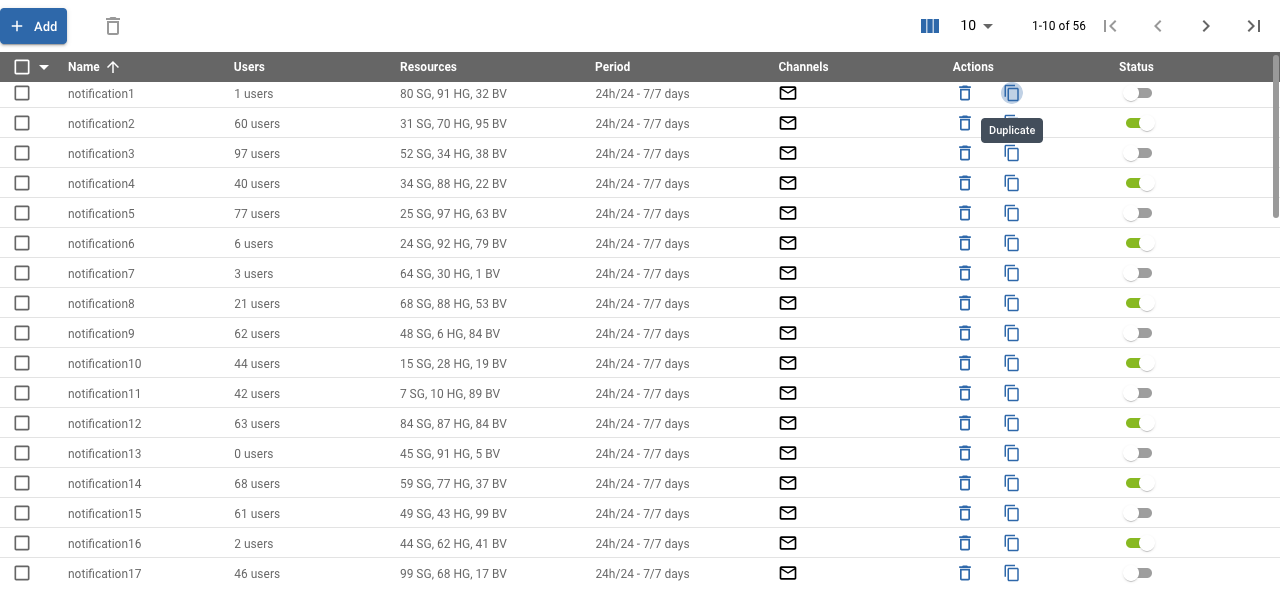 Add 10 1-10 of 56
Name Users Resources Period Channels Actions Status
notification1 1 users 80 SG, 91 HG, 32 BV 24h/24 - 7/7 days
notification2 60 users 31 SG, 70 HG, 95 BV 24h/24 - 7/7 days
Duplicate
notification3 97 users 52 SG, 34 HG, 38 BV 24h/24 - 7/7 days
notification4 40 users 34 SG, 88 HG, 22 BV 24h/24 - 7/7 days
notification5 77 users 25 SG, 97 HG, 63 BV 24h/24 - 7/7 days
notification6 6 users 24 SG, 92 HG, 79 BV 24h/24 - 7/7 days
notification7 3 users 64 SG, 30 HG, 1 BV 24h/24 - 7/7 days
notification8 21 users 68 SG, 88 HG, 53 BV 24h/24 - 7/7 days
notification9 62 users 48 SG, 6 HG, 84 BV 24h/24 - 7/7 days
notification10 44 users 15 SG, 28 HG, 19 BV 24h/24 - 7/7 days
notification11 42 users 7 SG, 10 HG, 89 BV 24h/24 - 7/7 days
notification12 63 users 84 SG, 87 HG, 84 BV 24h/24 - 7/7 days
notification13 0 users 45 SG, 91 HG, 5 BV 24h/24 - 7/7 days
notification14 68 users 59 SG, 77 HG, 37 BV 24h/24 - 7/7 days
notification15 61 users 49 SG, 43 HG, 99 BV 24h/24 - 7/7 days
notification16 2 users 44 SG, 62 HG, 41 BV 24h/24 - 7/7 days
notification17 46 users 99 SG, 68 HG, 17 BV 24h/24 - 7/7 days